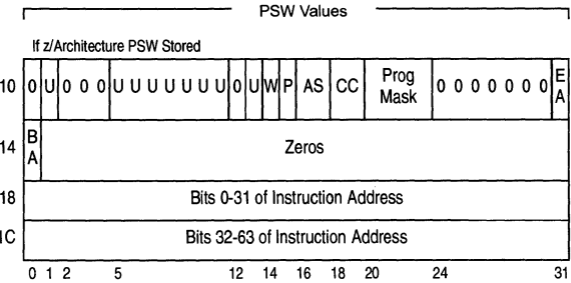 PSW Values
If z/Architecture PSW Stored
10 0 U 0 0 0 U U U U U U U 0 U W P AS CC Prog Mask 0 0 0 0 0 0 0 E A
14 B A Zeros
18 Bits 0-31 of Instruction Address
1C Bits 32-63 of Instruction Address
0 1 2 5 12 14 16 18 20 24 31